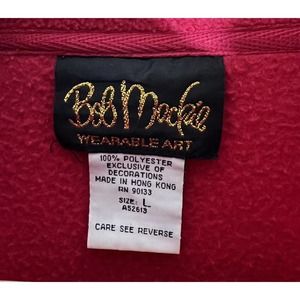 Bob Mackie
WEARABLE ART
100% POLYESTER
EXCLUSIVE OF
DECORATIONS
MADE IN HONG KONG
RN 90133
SIZE: L
A52613
CARE SEE REVERSE